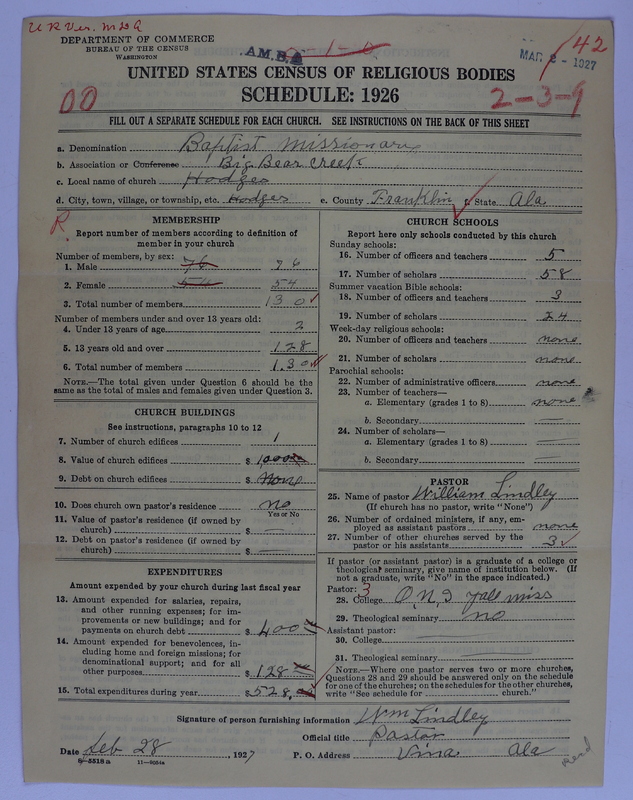 U R Ver. M D A
DEPARTMENT OF COMMERCE
BUREAU OF THE CENSUS
WASHINGTON
A.M.B.A
0-1-0
MAR 2 - 1927
142
UNITED STATES CENSUS OF RELIGIOUS BODIES
00
SCHEDULE: 1926
2-3-9
FILL OUT A SEPARATE SCHEDULE FOR EACH CHURCH. SEE INSTRUCTIONS ON THE BACK OF THIS SHEET
a. Denomination Baptist Missionary
b. Association or Conference Big Bear Creek
c. Local name of church Hodges
d. City, town, village, or township, etc. Hodges e. County Franklin f. State Ala
R
MEMBERSHIP
Report number of members according to definition of
member in your church
Number of members, by sex:
1. Male 76 76
2. Female 54 54
3. Total number of members 130
Number of members under and over 13 years old:
4. Under 13 years of age 2
5. 13 years old and over 128
6. Total number of members 130
NOTE.—The total given under Question 6 should be
same as the total of males and females given under Question 3.
CHURCH BUILDINGS
See instructions, paragraphs 10 to 12
7. Number of church edifices 1
8. Value of church edifices $ 1,000
9. Debt on church edifices $ None
10. Does church own pastor's residence no
Yes or No
11. Value of pastor's residence (if owned by
church) $
12. Debt on pastor's residence (if owned by
church) $
EXPENDITURES
Amount expended by your church during last fiscal year
13. Amount expended for salaries, repairs,
and other running expenses; for im-
provements or new buildings; and for
payments on church debt $ 400
14. Amount expended for benevolences, in-
cluding home and foreign missions; for
denominational support; and for all
other purposes $ 128
15. Total expenditures during year $ 528
CHURCH SCHOOLS
Report here only schools conducted by this church
Sunday schools:
16. Number of officers and teachers 5
17. Number of scholars 58
Summer vacation Bible schools:
18. Number of officers and teachers 3
19. Number of scholars 24
Week-day religious schools:
20. Number of officers and teachers none
21. Number of scholars none
Parochial schools:
22. Number of administrative officers none
23. Number of teachers—
a. Elementary (grades 1 to 8) none
b. Secondary
24. Number of scholars—
a. Elementary (grades 1 to 8)
b. Secondary
PASTOR
25. Name of pastor William Lindley
(If church has no pastor, write "None")
26. Number of ordained ministers, if any, em-
ployed as assistant pastors none
27. Number of other churches served by the
pastor or his assistants 3
If pastor (or assistant pastor) is a graduate of a college or
theological seminary, give name of institution below. (If
not a graduate, write "No" in the space indicated.)
Pastor: 3
28. College
29. Theological seminary no
Assistant pastor:
30. College
31. Theological seminary
NOTE.—Where one pastor serves two or more churches,
Questions 28 and 29 should be answered only on the schedule
for one of the churches; on the schedules for the other churches,
write "See schedule for church."
Signature of person furnishing information Wm Lindley
Official title Pastor
Date Feb 28, 1927 P. O. Address Vina Ala
8-5518 a 11-9054a